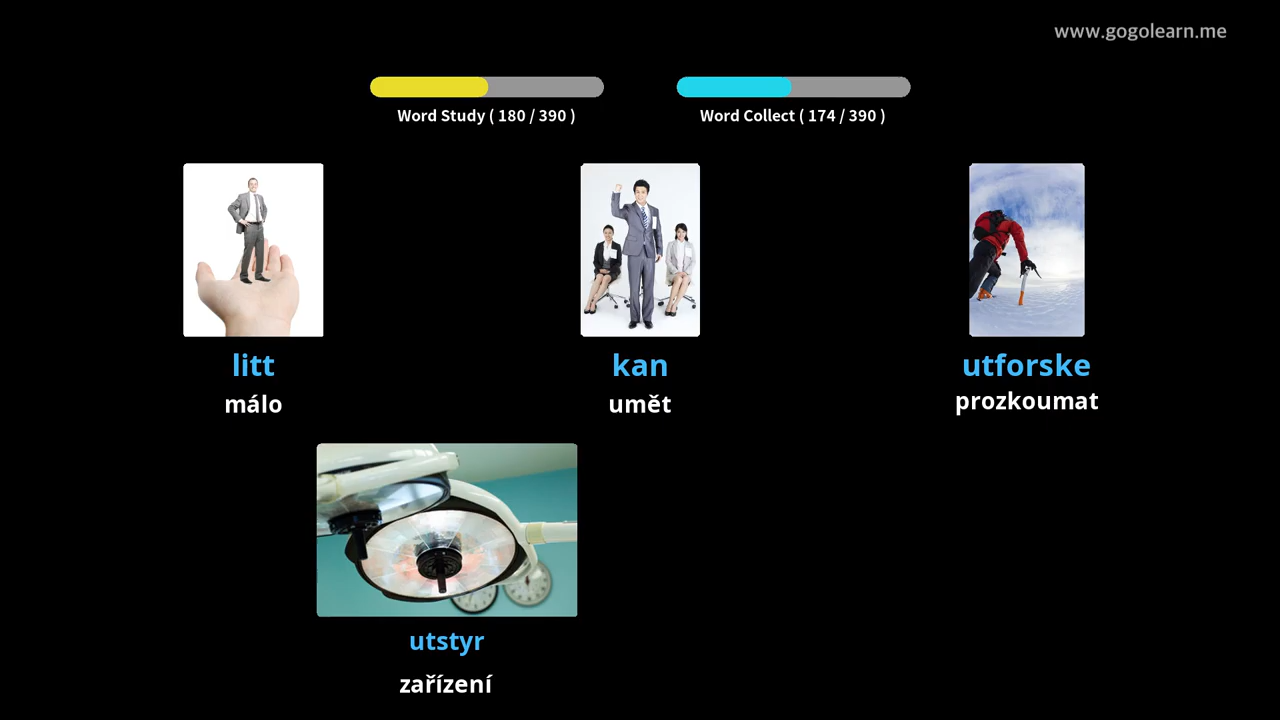 www.gogolearn.me
Word Study ( 180 / 390 )
Word Collect ( 174 / 390 )
litt
málo
kan
umět
utforske
prozkoumat
utstyr
zařízení